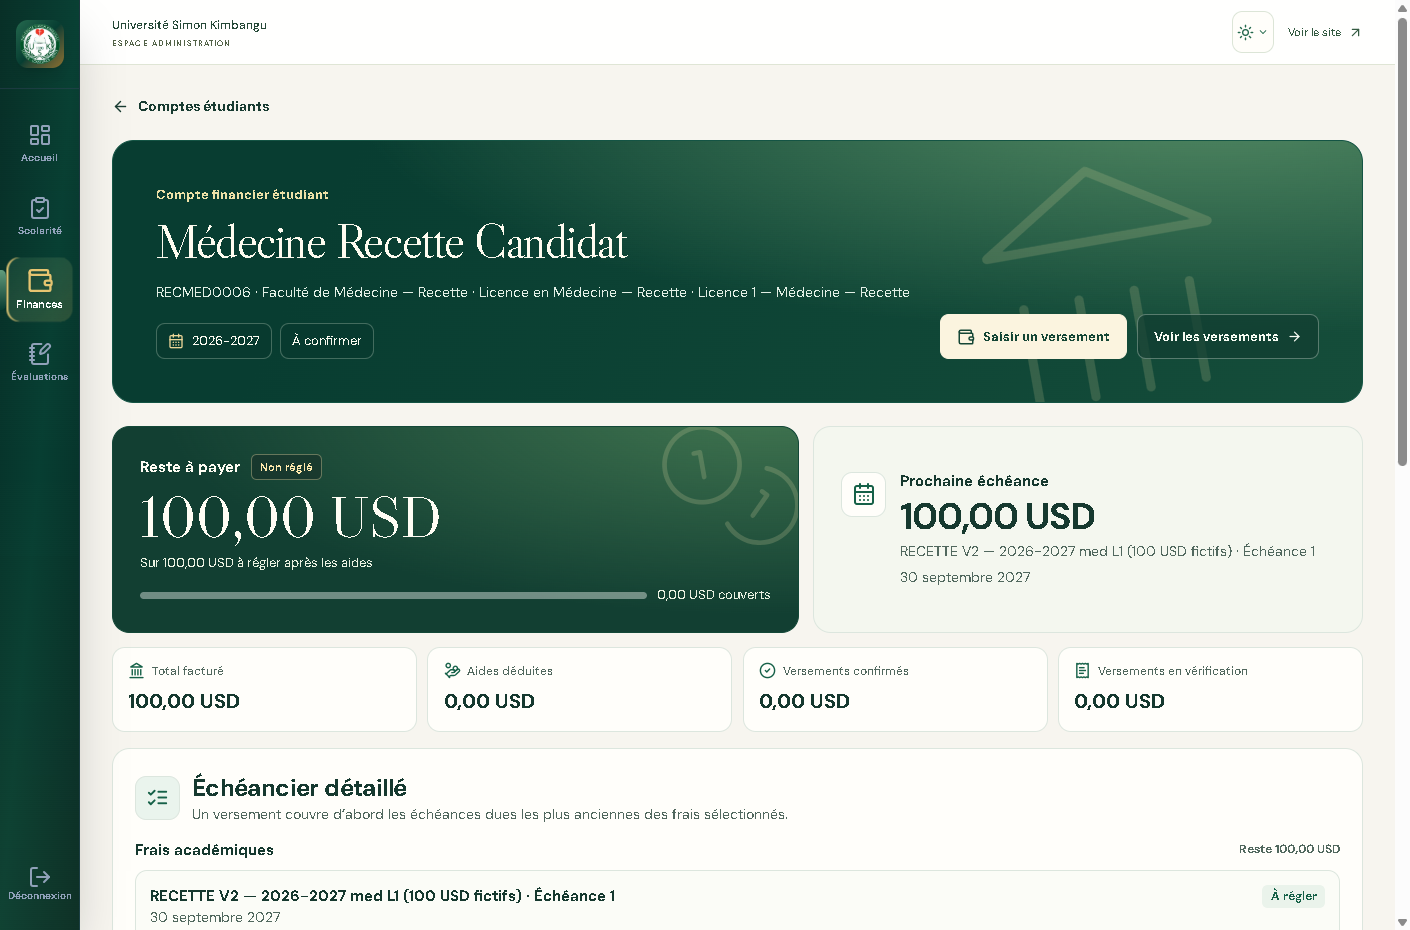 Université Simon Kimbangu
ESPACE ADMINISTRATION
Voir le site
Accueil
Scolarité
Finances
Évaluations
Déconnexion
Comptes étudiants
Compte financier étudiant
Médecine Recette Candidat
RECMED0006 · Faculté de Médecine — Recette · Licence en Médecine — Recette · Licence 1 — Médecine — Recette
2026-2027
À confirmer
Saisir un versement
Voir les versements
Reste à payer
Non réglé
100,00 USD
Sur 100,00 USD à régler après les aides
0,00 USD couverts
Prochaine échéance
100,00 USD
RECETTE V2 — 2026-2027 med L1 (100 USD fictifs) · Échéance 1
30 septembre 2027
Total facturé
100,00 USD
Aides déduites
0,00 USD
Versements confirmés
0,00 USD
Versements en vérification
0,00 USD
Échéancier détaillé
Un versement couvre d’abord les échéances dues les plus anciennes des frais sélectionnés.
Frais académiques
Reste 100,00 USD
RECETTE V2 — 2026-2027 med L1 (100 USD fictifs) · Échéance 1
À régler
30 septembre 2027